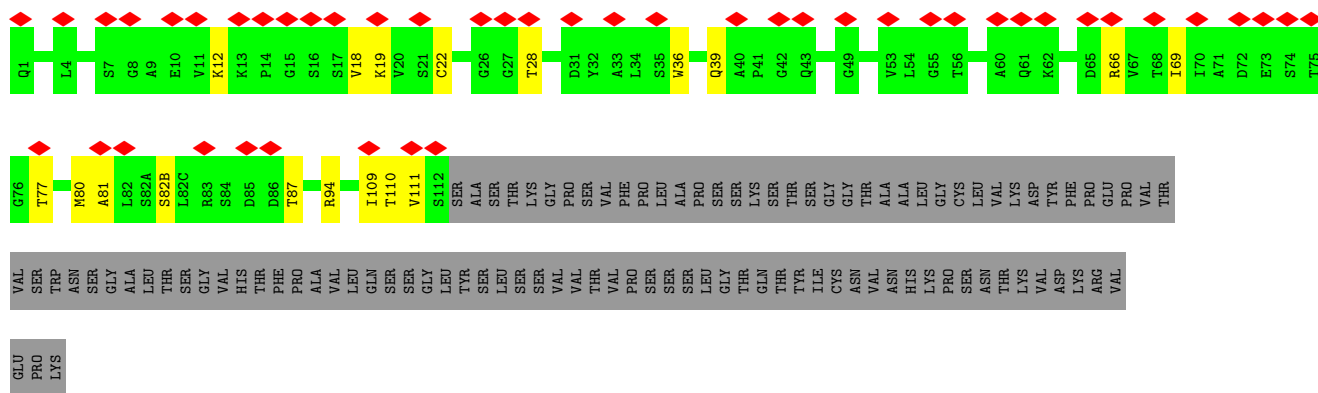 Q1 L4 S7 G8 A9 E10 V11 K12 K13 P14 G15 S16 S17 V18 K19 V20 S21 C22 G26 G27 T28 D31 Y32 A33 L34 S35 W36 Q39 A40 P41 G42 Q43 G49 V53 L54 G55 T56 A60 Q61 K62 D65 R66 V67 T68 I69 I70 A71 D72 E73 S74 T75
G76 T77 M80 A81 L82 S82A S82B L82C R83 S84 D85 D86 T87 R94 I109 T110 V111 S112 SER ALA SER THR LYS GLY PRO SER VAL PHE PRO LEU ALA PRO SER SER LYS SER THR SER GLY GLY THR ALA ALA LEU GLY CYS LEU VAL LYS ASP TYR PHE PRO GLU PRO VAL THR
VAL SER TRP ASN SER GLY ALA LEU THR SER GLY VAL HIS THR PHE PRO ALA VAL LEU GLN SER SER GLY LEU TYR SER LEU SER SER VAL VAL THR VAL PRO SER SER SER LEU GLY THR GLN THR TYR ILE CYS ASN VAL ASN HIS LYS PRO SER ASN THR LYS VAL ASP LYS ARG VAL
GLU PRO LYS